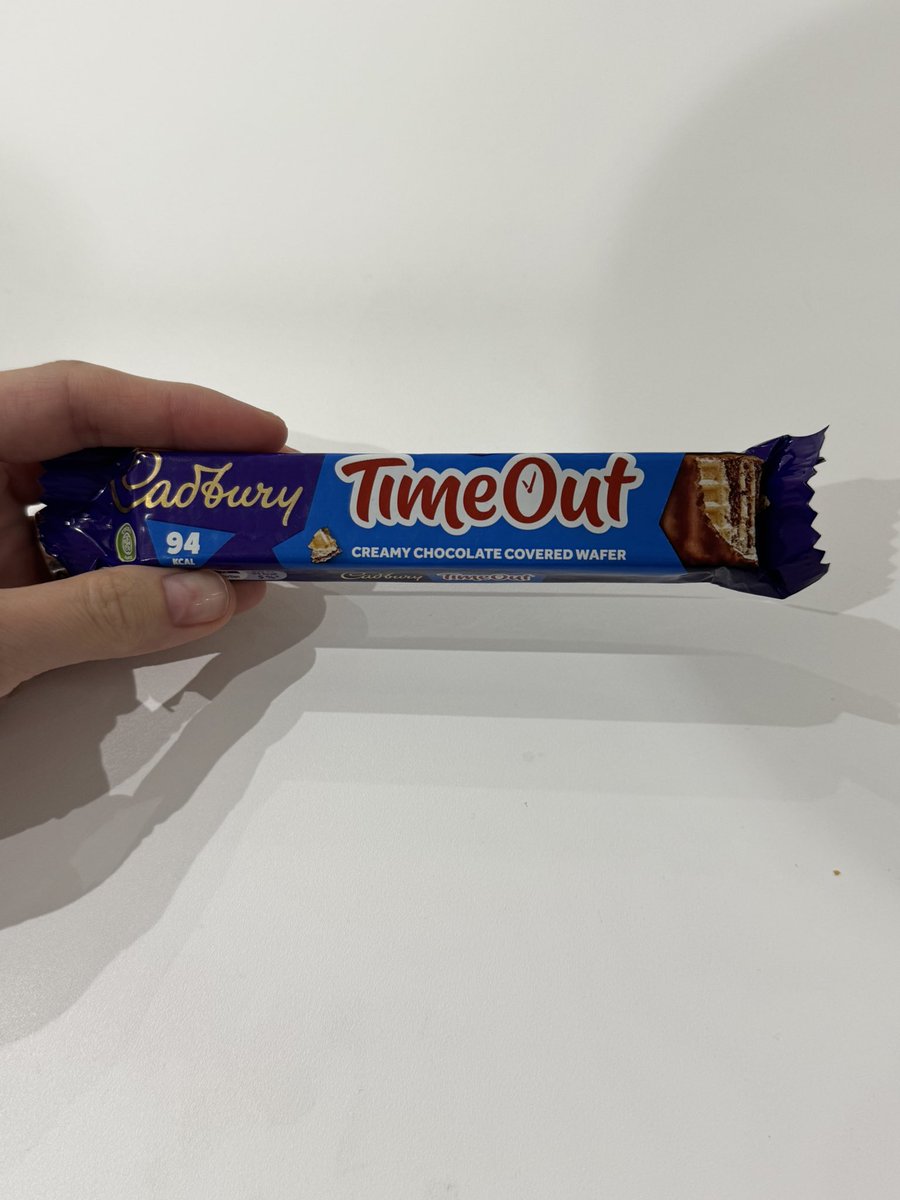 Cadbury
TimeOut
94
KCAL
CREAMY CHOCOLATE COVERED WAFER
Cadbury TimeOut